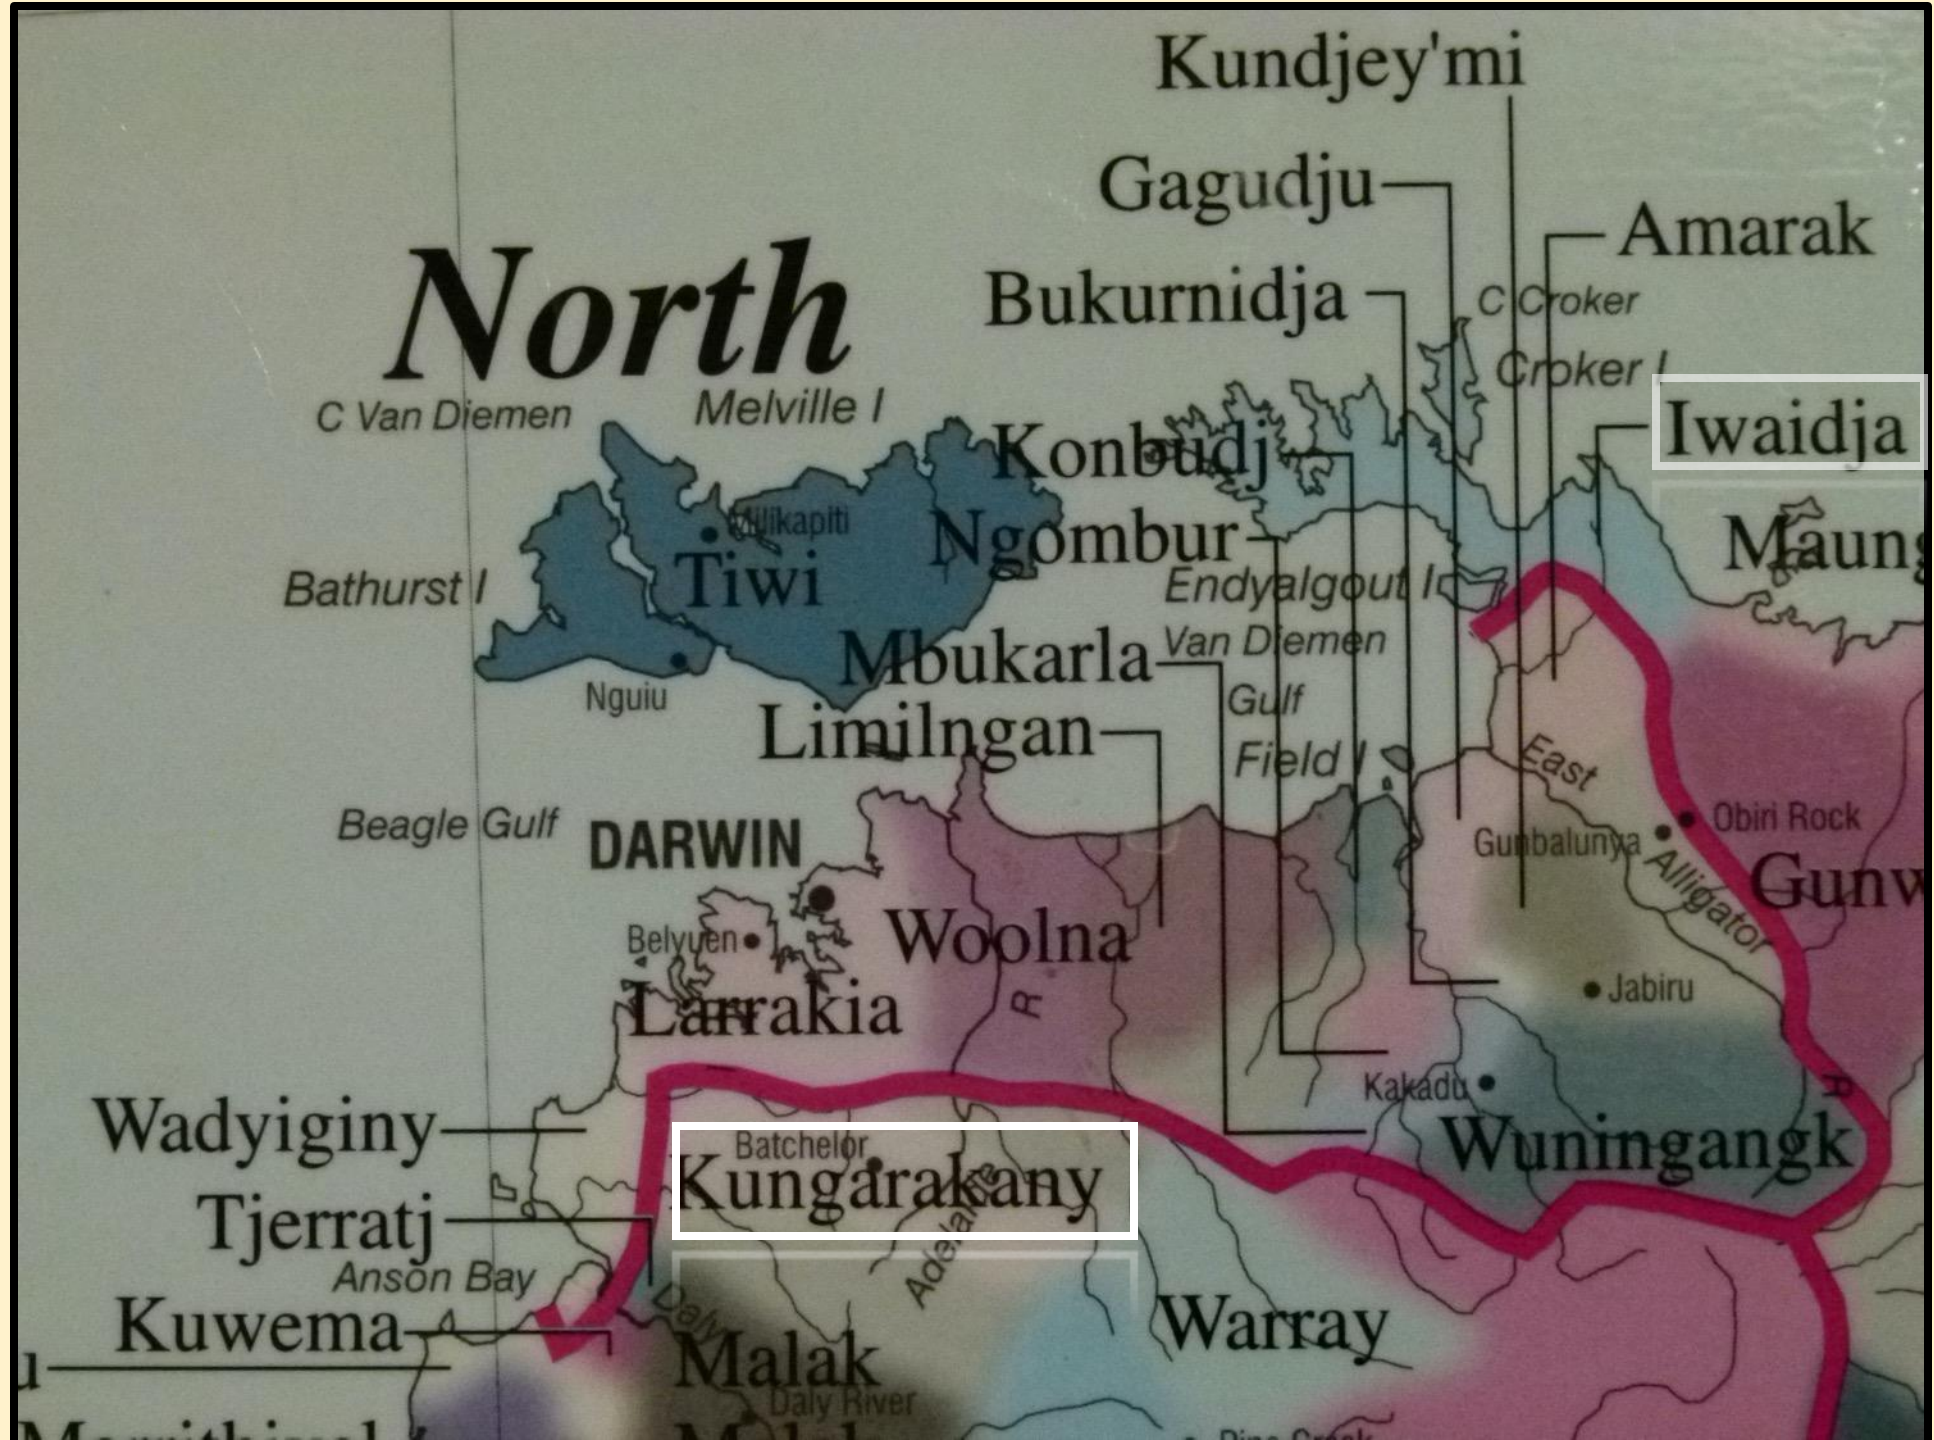 Kundjey'mi
Gagudju
Amarak
North
Bukurnidja
C Croker
Croker I
C Van Diemen
Melville I
Iwaidja
Konbudj
Milikapiti
Ngombur
Tiwi
Bathurst I
Endyalgout I
Van Diemen
Gulf
Mbukarla
Nguiu
Limilngan
Field I
East
Alligator
R
Beagle Gulf
DARWIN
Obiri Rock
Gunbalunya
Belyuen
Woolna
R
Jabiru
Larrakia
Kakadu
Wadyiginy
Batchelor
Kungarakany
Wuningangk
Tjerratj
Adelaide
Anson Bay
Daly
Kuwema
Warray
Malak
Daly River